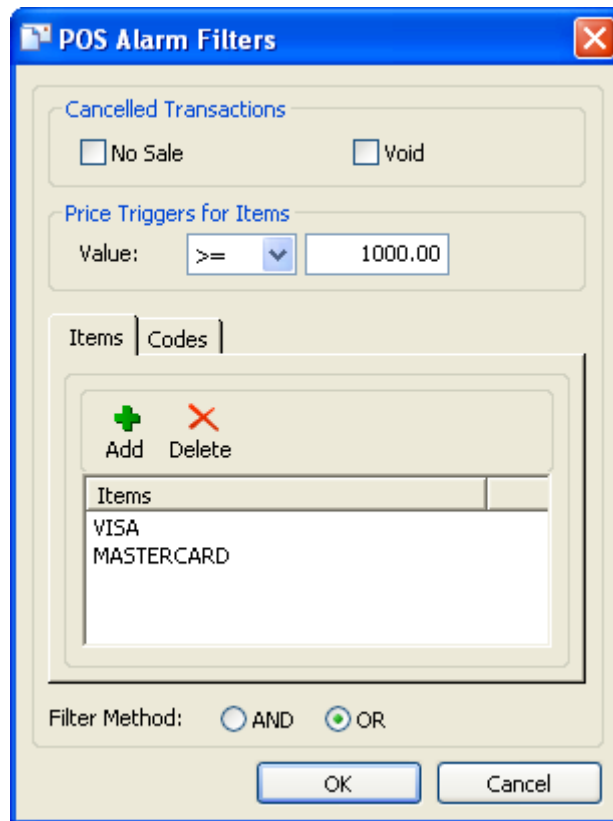 POS Alarm Filters
Cancelled Transactions
No Sale Void
Price Triggers for Items
Value: >= 1000.00
Items Codes
Add Delete
Items
VISA
MASTERCARD
Filter Method: AND OR
OK Cancel